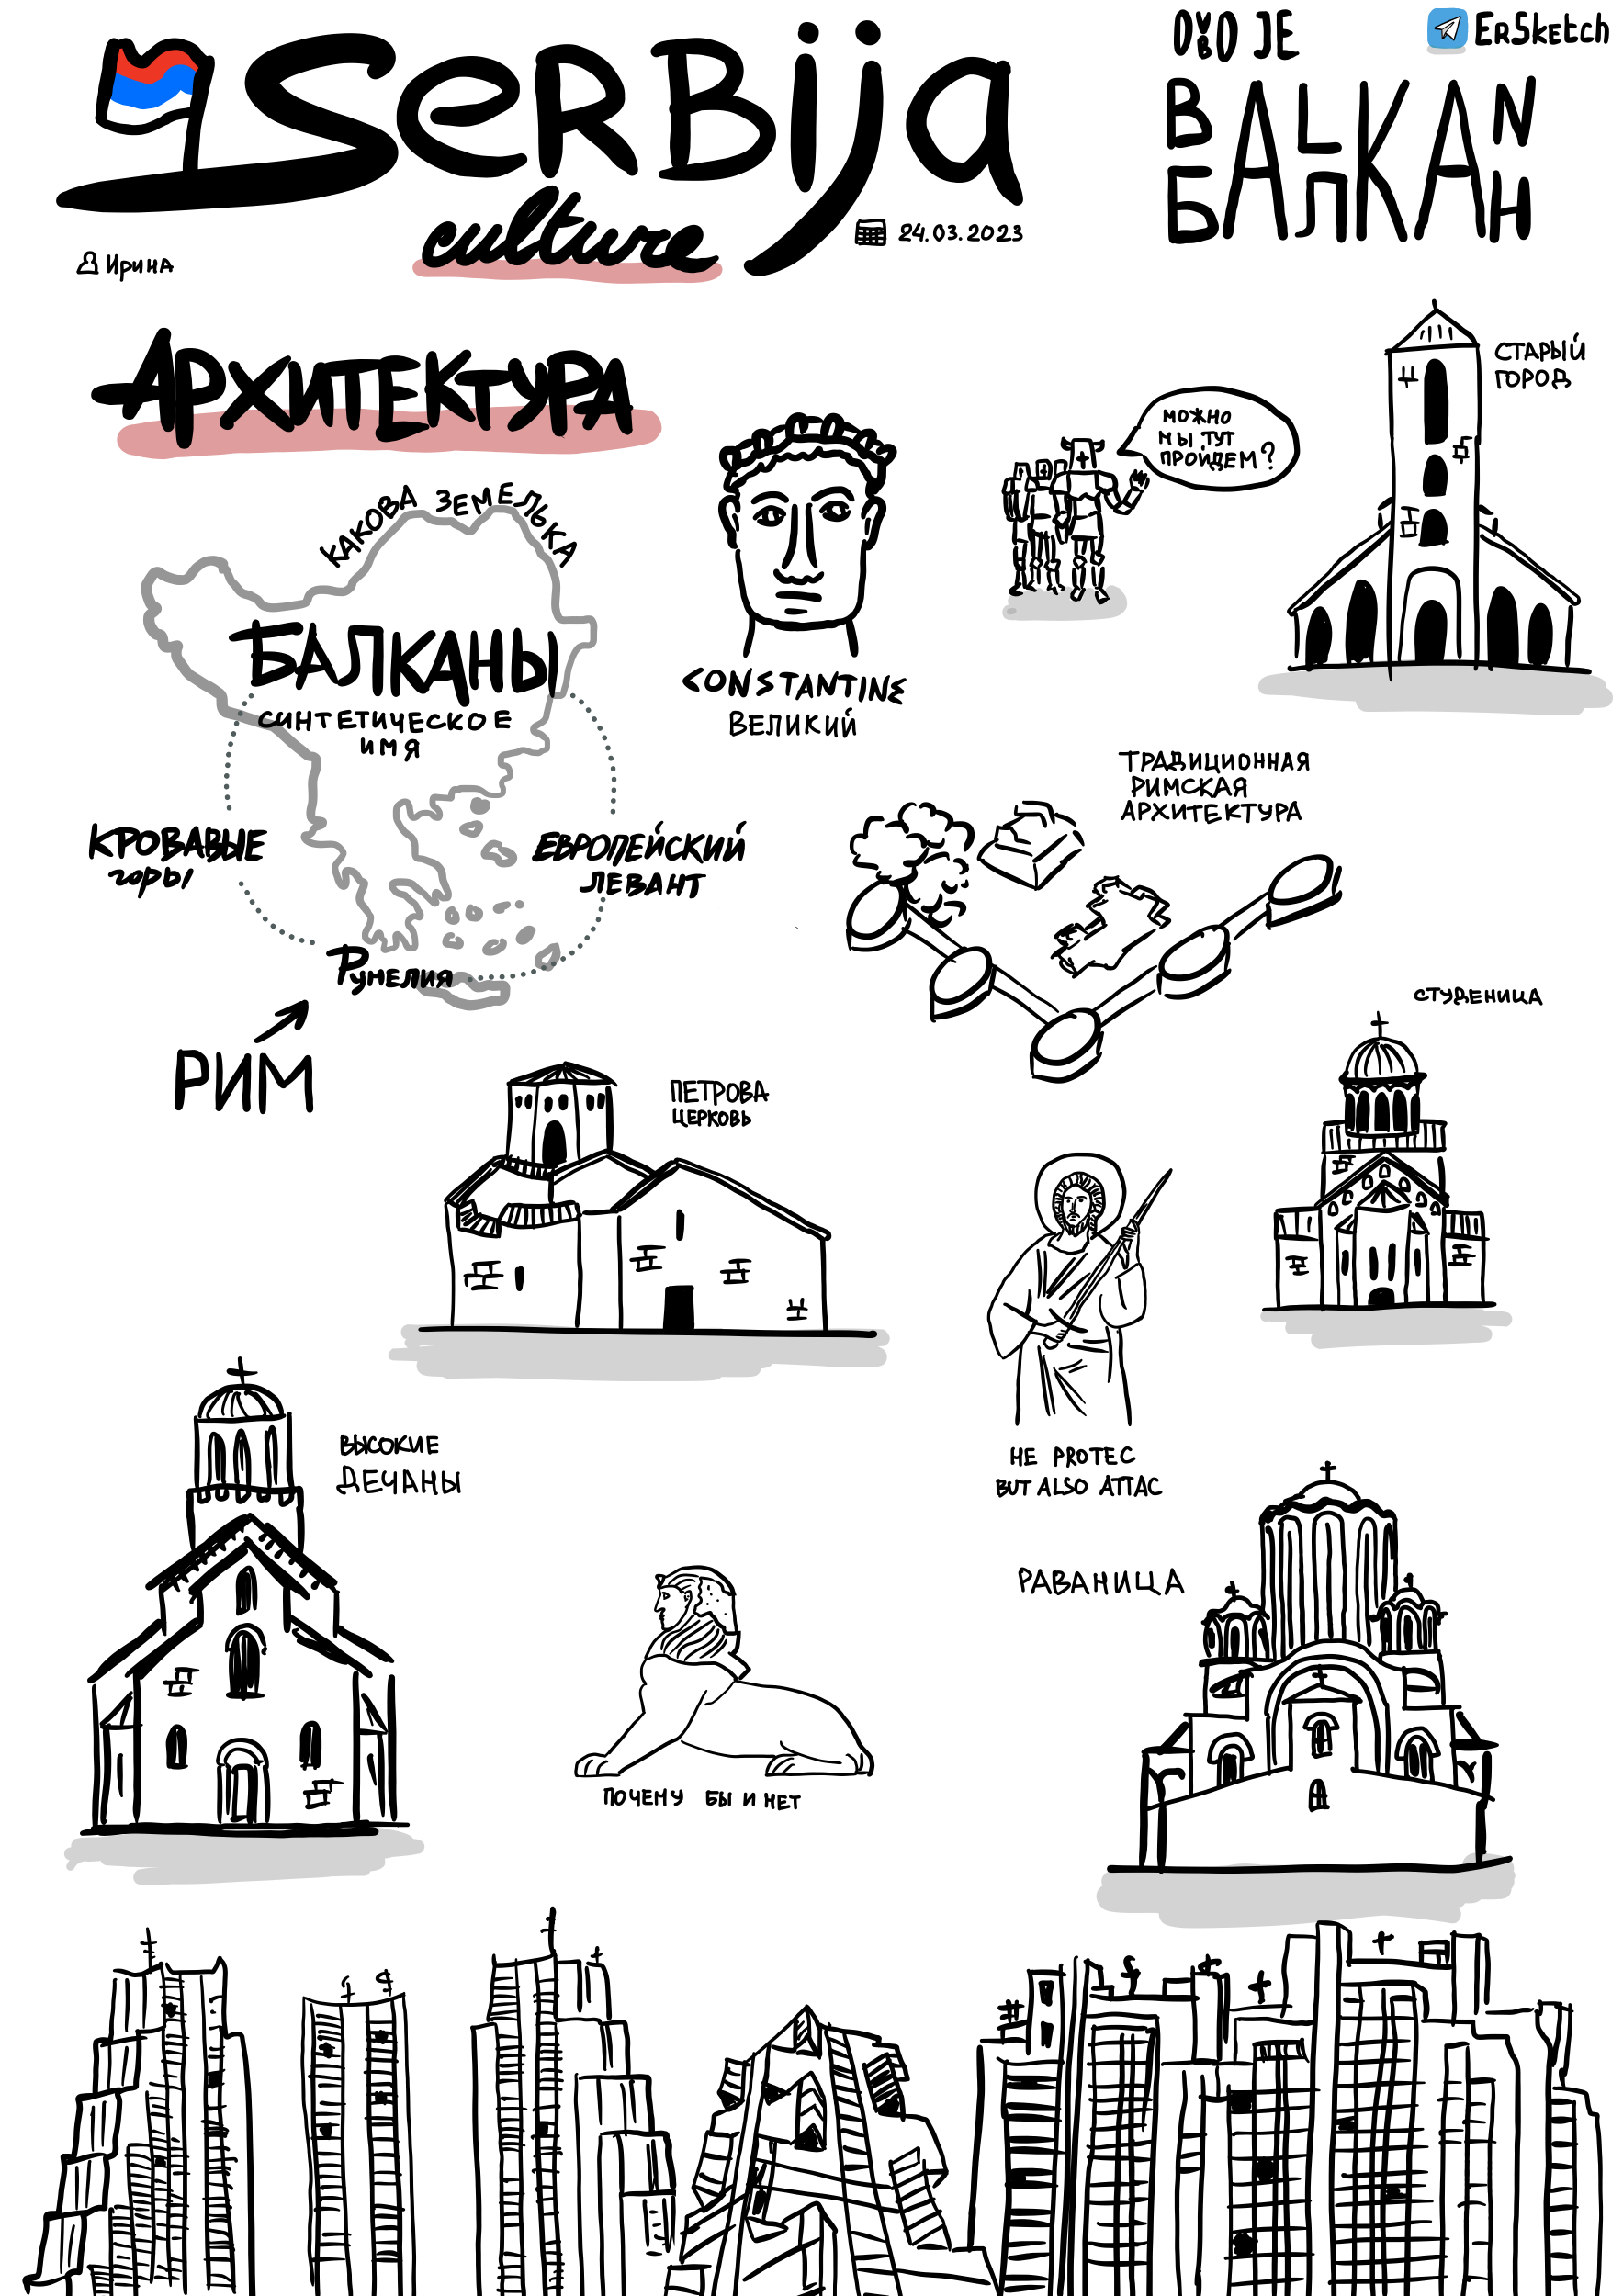 SERBIJA
culture
Ирина
24.03.2023
OVO JE
BALKAN
БАЛКАН
ErSketch
АРХИТЕКТУРА
КАКОВА ЗЕМЕЛЬКА
БАЛКАНЫ
СИНТЕТИЧЕСКОЕ
ИМЯ
КРОВАВЫЕ
горы
ЕВРОПЕЙСКИЙ
ЛЕВАНТ
Румелия
РИМ
CONSTANTINE
ВЕЛИКИЙ
МОЖНО
МЫ ТУТ
ПРОЙДЕМ?
СТАРЫЙ
ГОРОД
ТРАДИЦИОННАЯ
РИМСКАЯ
АРХИТЕКТУРА
СТУДЕНИЦА
ПЕТРОВА
ЦЕРКОВЬ
HE PROTEC
BUT ALSO ATTAC
ВЫСОКИЕ
ДЕЧАНЫ
РАВАНИЦА
ПОЧЕМУ БЫ И НЕТ